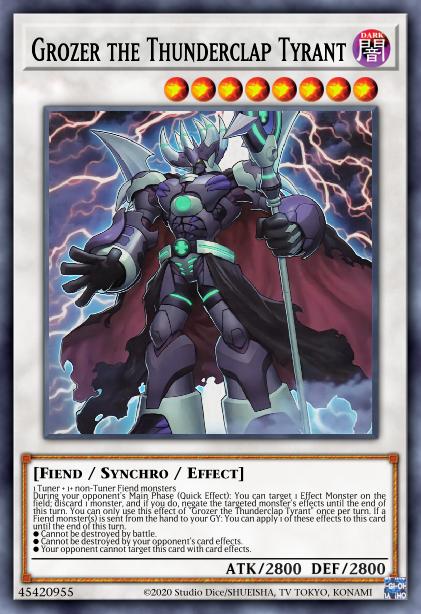 GROZER THE THUNDERCLAP TYRANT
DARK
闇
[FIEND / SYNCHRO / EFFECT]
1 Tuner + 1+ non-Tuner Fiend monsters
During your opponent's Main Phase (Quick Effect): You can target 1 Effect Monster on the
field; discard 1 monster, and if you do, negate the targeted monster's effects until the end of
this turn. You can only use this effect of "Grozer the Thunderclap Tyrant" once per turn. If a
Fiend monster(s) is sent from the hand to your GY: You can apply 1 of these effects to this card
until the end of this turn.
● Cannot be destroyed by battle.
● Cannot be destroyed by your opponent's card effects.
● Your opponent cannot target this card with card effects.
ATK/2800 DEF/2800
45420955 ©2020 Studio Dice/SHUEISHA, TV TOKYO, KONAMI